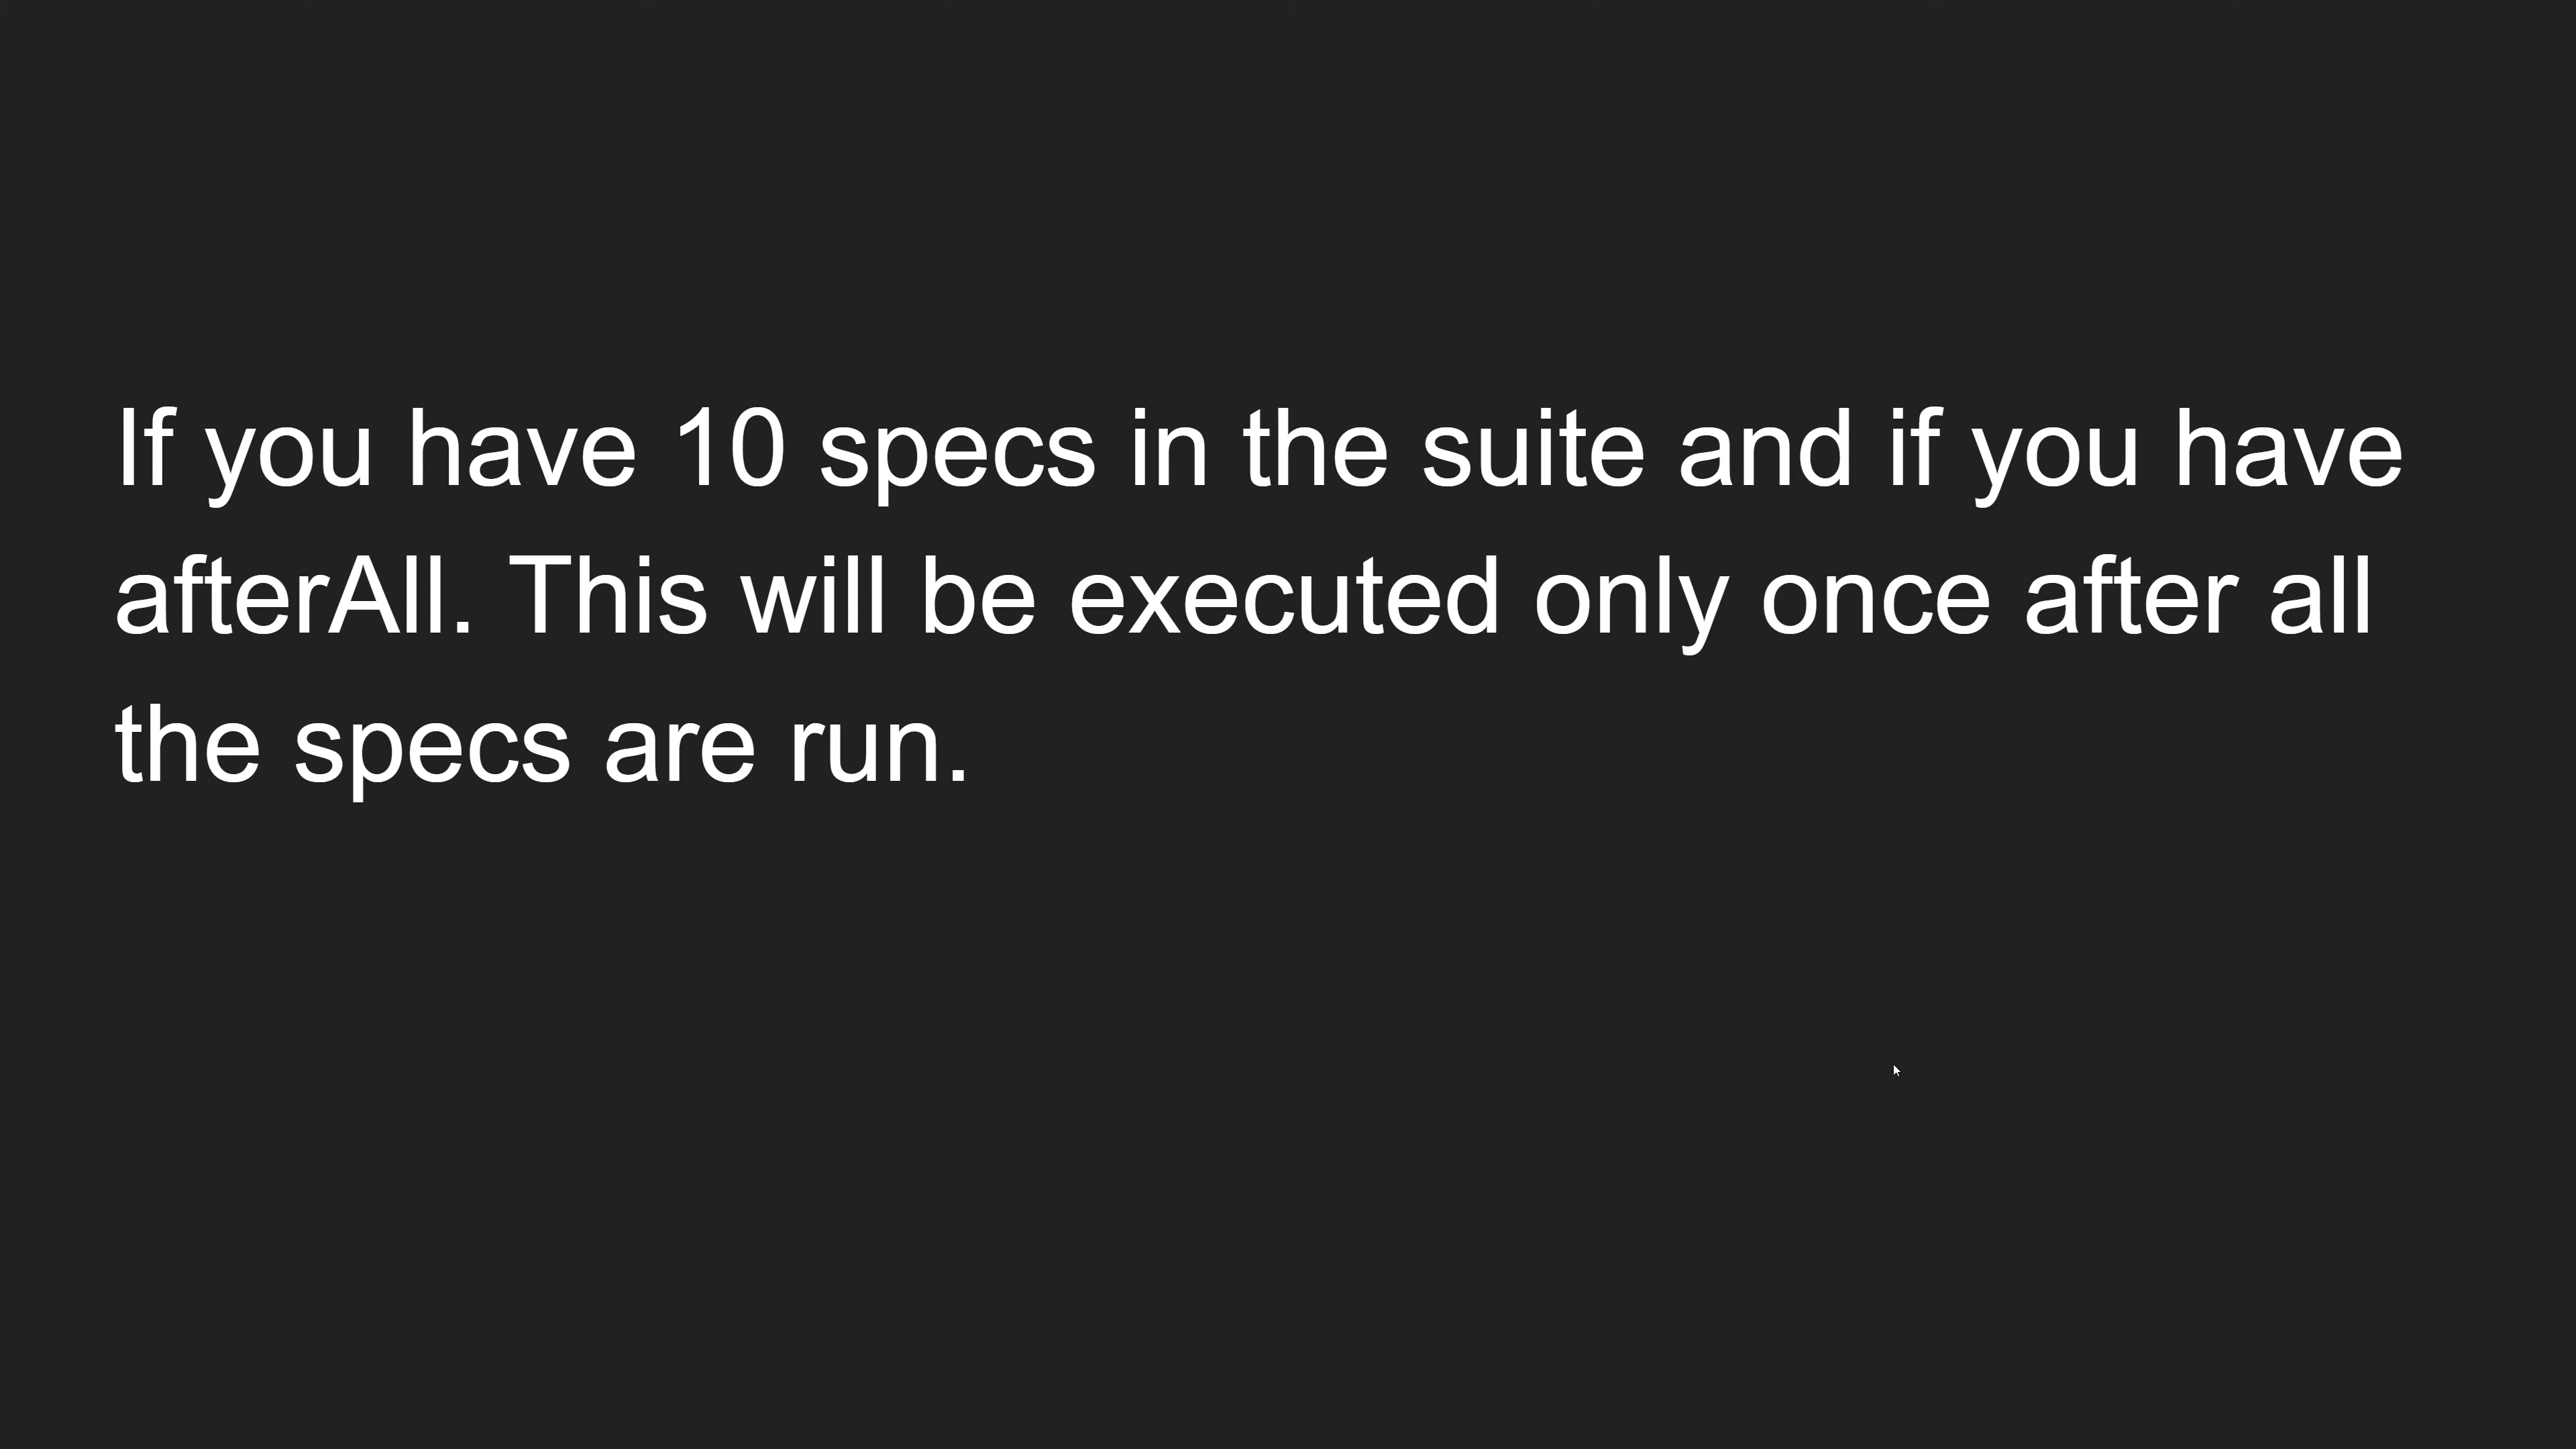 If you have 10 specs in the suite and if you have
afterAll. This will be executed only once after all
the specs are run.